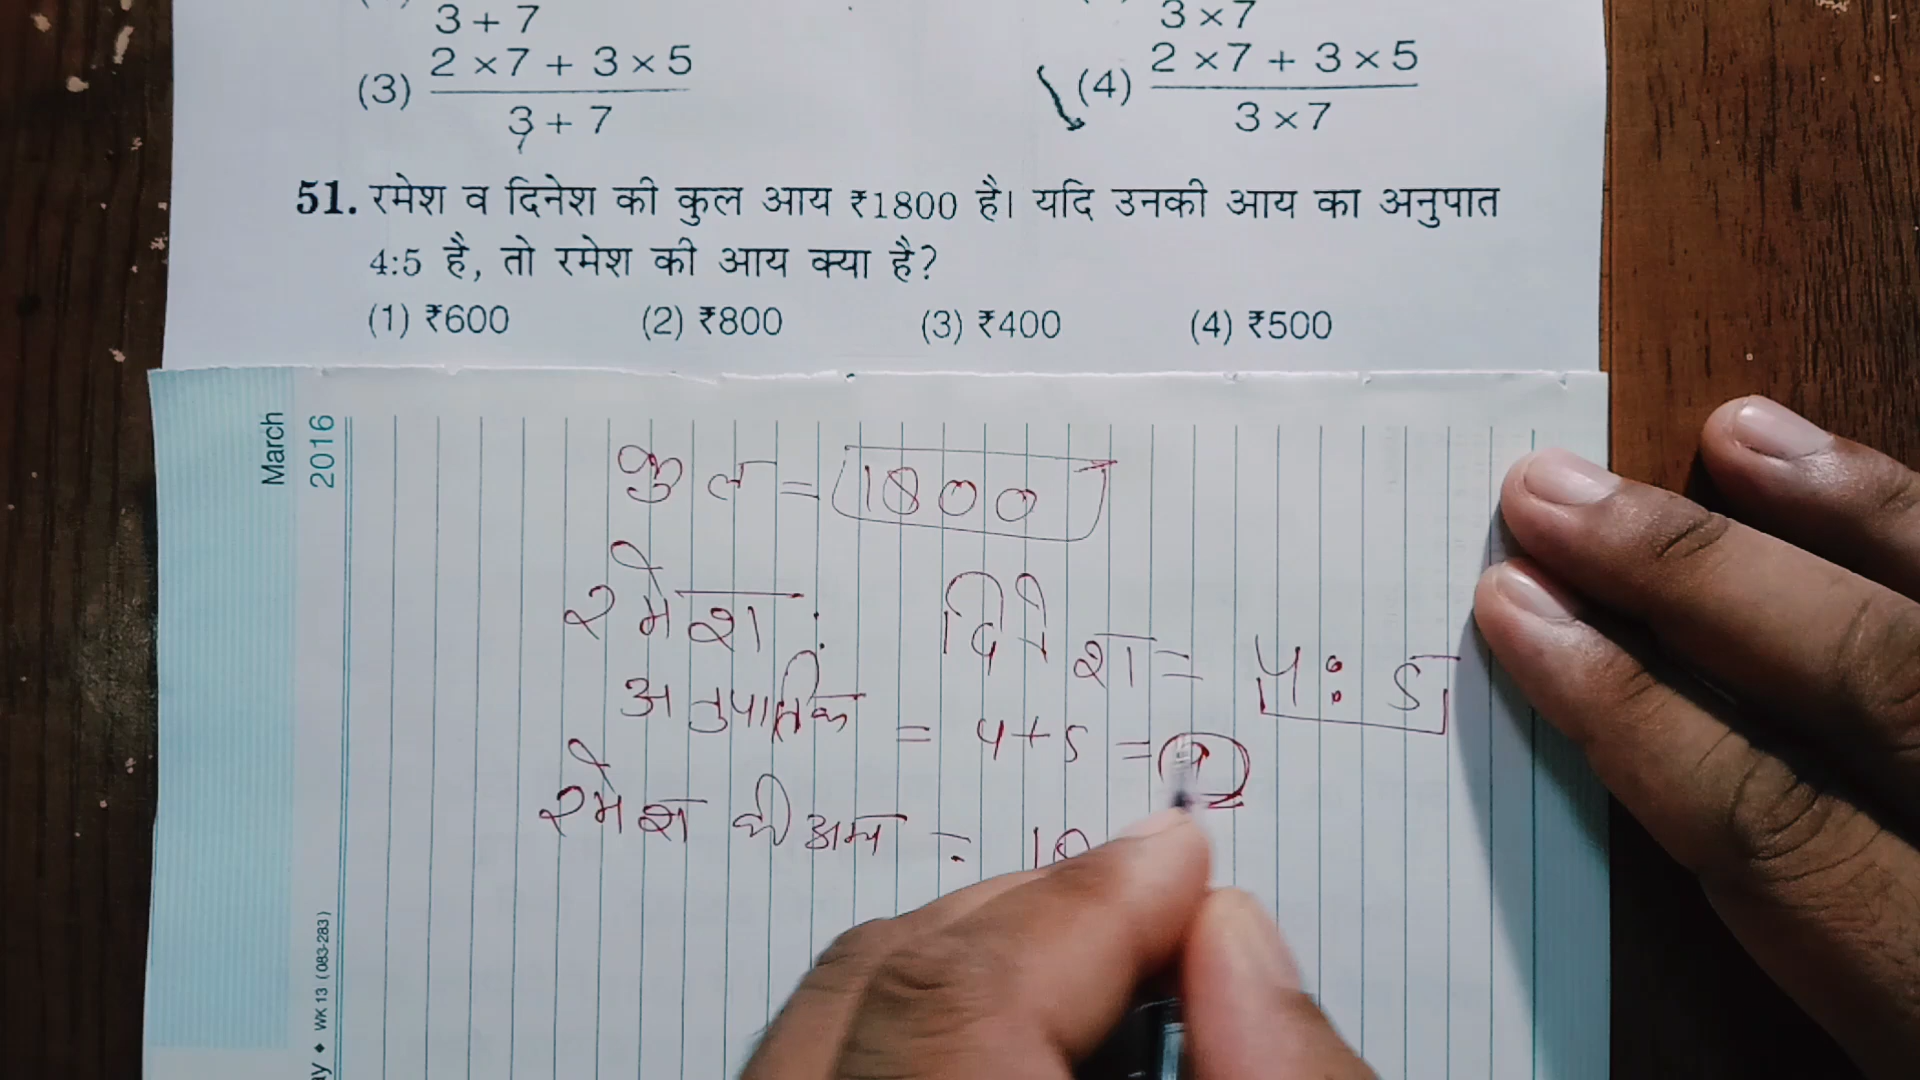 3 + 7
3 × 7
(3) 2 × 7 + 3 × 5 / 3 + 7
(4) 2 × 7 + 3 × 5 / 3 × 7
51. रमेश व दिनेश की कुल आय ₹1800 है। यदि उनकी आय का अनुपात
4:5 है, तो रमेश की आय क्या है?
(1) ₹600 (2) ₹800 (3) ₹400 (4) ₹500
March
2016
कुल = 1800
रमेश : दिनेश = 4 : 5
अनुपातिक = 4+5 = 9
रमेश की आय = 18
WK 13 (083-283)